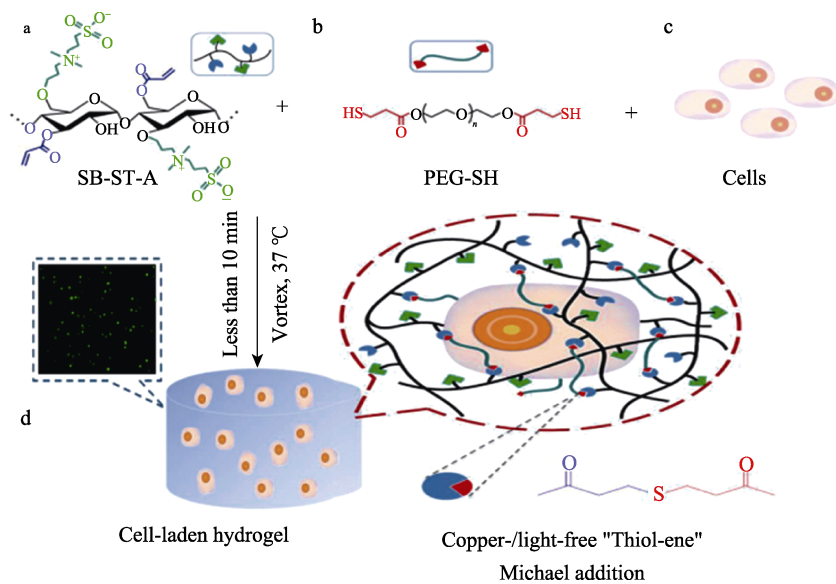 a
b
c
O
O⁻
S
O
O
N⁺
O
O
O
O
OH
O
O
OH
O
O
O
O
N⁺
O
S
O
O⁻
SB-ST-A
+
HS
O
O
O
n
O
O
SH
PEG-SH
+
Cells
Less than 10 min
Vortex, 37 ℃
d
Cell-laden hydrogel
O
S
O
Copper-/light-free "Thiol-ene"
Michael addition